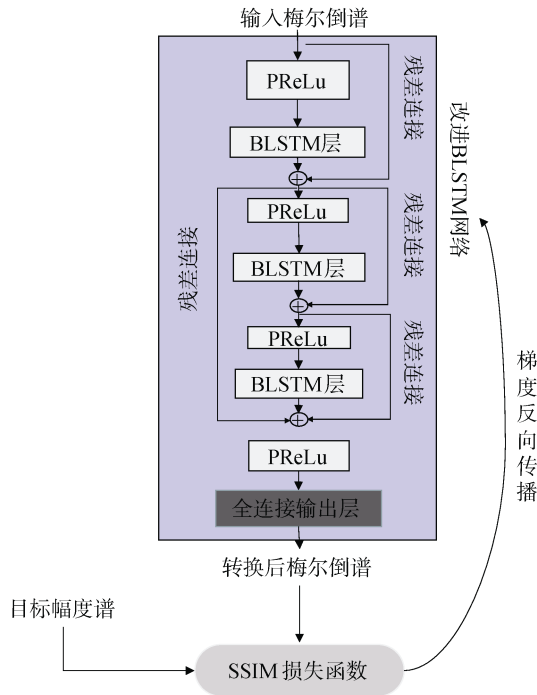 输入梅尔倒谱
PReLu
残差连接
BLSTM层
改进BLSTM网络
PReLu
残差连接
残差连接
BLSTM层
PReLu
残差连接
BLSTM层
梯度反向传播
PReLu
全连接输出层
转换后梅尔倒谱
目标幅度谱
SSIM 损失函数